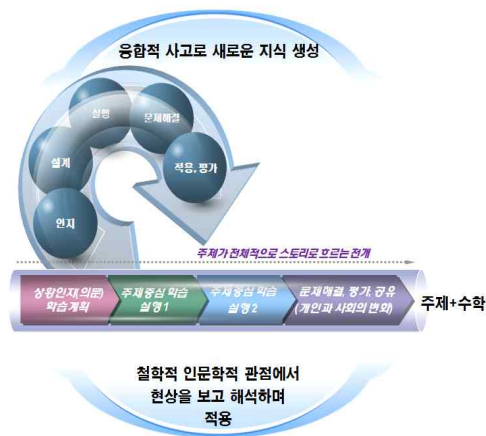 융합적 사고로 새로운 지식 생성
실행
문제해결
설계
적용, 평가
인지
주제가 전체적으로 스토리로 흐르는 전개
상황인지(의문)
학습계획
주제중심 학습
실행 1
주제중심 학습
실행 2
문제해결, 평가, 공유
(개인과 사회의 변화)
주제+수학
철학적 인문학적 관점에서
현상을 보고 해석하며
적용